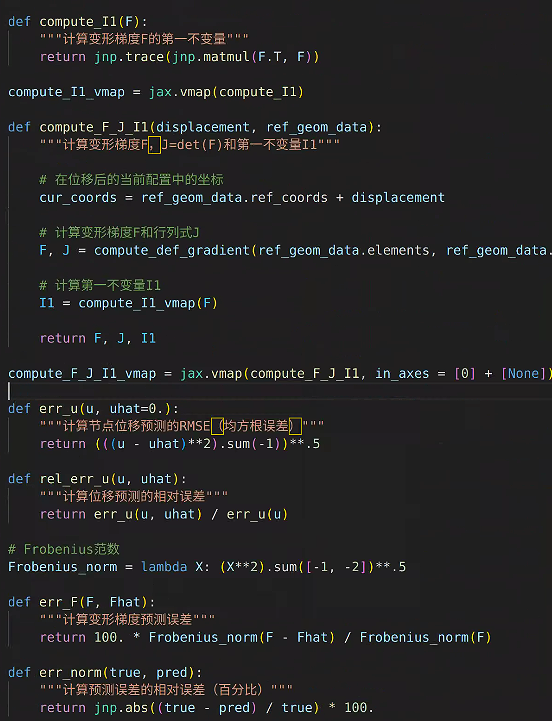 def compute_I1(F):
    """计算变形梯度F的第一不变量"""
    return jnp.trace(jnp.matmul(F.T, F))
compute_I1_vmap = jax.vmap(compute_I1)
def compute_F_J_I1(displacement, ref_geom_data):
    """计算变形梯度F，J=det(F)和第一不变量I1"""
    # 在位移后的当前配置中的坐标
    cur_coords = ref_geom_data.ref_coords + displacement
    # 计算变形梯度F和行列式J
    F, J = compute_def_gradient(ref_geom_data.elements, ref_geom_data.
    # 计算第一不变量I1
    I1 = compute_I1_vmap(F)
    return F, J, I1
compute_F_J_I1_vmap = jax.vmap(compute_F_J_I1, in_axes = [0] + [None])
def err_u(u, uhat=0.):
    """计算节点位移预测的RMSE（均方根误差）"""
    return (((u - uhat)**2).sum(-1))**.5
def rel_err_u(u, uhat):
    """计算位移预测的相对误差"""
    return err_u(u, uhat) / err_u(u)
# Frobenius范数
Frobenius_norm = lambda X: (X**2).sum([-1, -2])**.5
def err_F(F, Fhat):
    """计算变形梯度预测误差"""
    return 100. * Frobenius_norm(F - Fhat) / Frobenius_norm(F)
def err_norm(true, pred):
    """计算预测误差的相对误差（百分比）"""
    return jnp.abs((true - pred) / true) * 100.